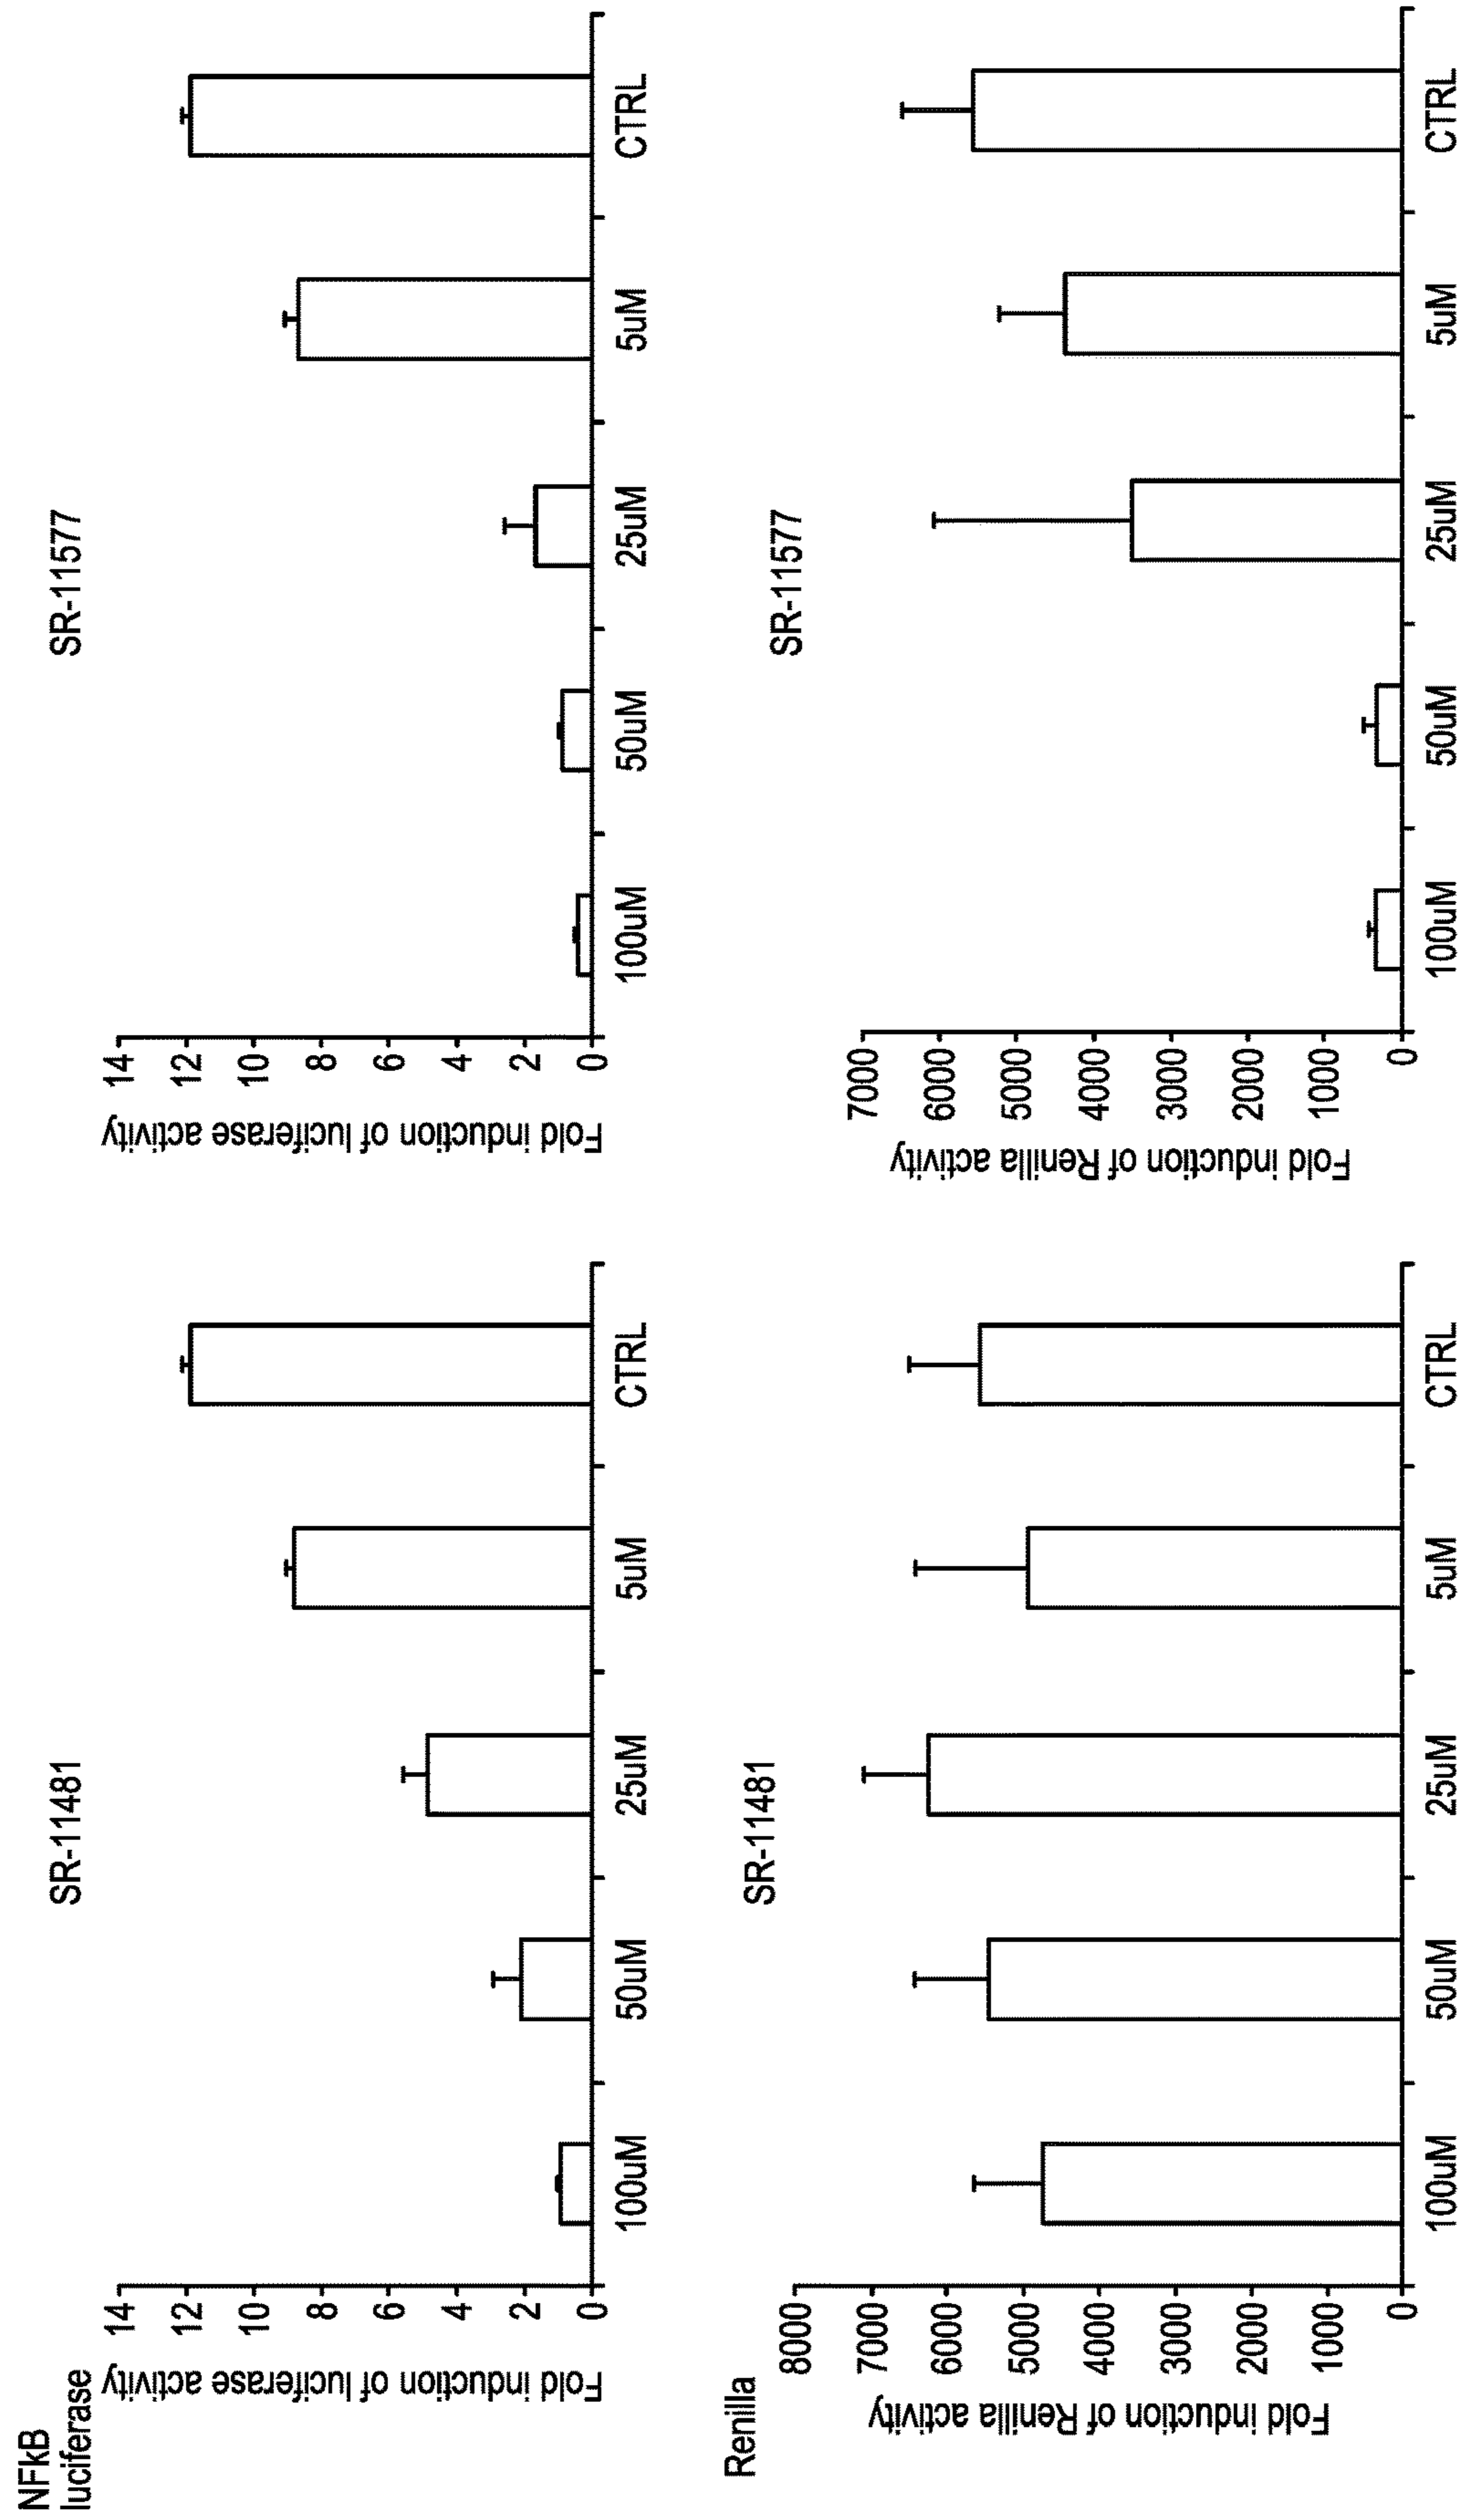 NFkB
luciferase
SR-11481
Fold induction of luciferase activity
14
12
10
8
6
4
2
0
100uM
50uM
25uM
5uM
CTRL
SR-11577
Fold induction of luciferase activity
14
12
10
8
6
4
2
0
100uM
50uM
25uM
5uM
CTRL
Renilla
SR-11481
Fold induction of Renilla activity
8000
7000
6000
5000
4000
3000
2000
1000
0
100uM
50uM
25uM
5uM
CTRL
SR-11577
Fold induction of Renilla activity
7000
6000
5000
4000
3000
2000
1000
0
100uM
50uM
25uM
5uM
CTRL